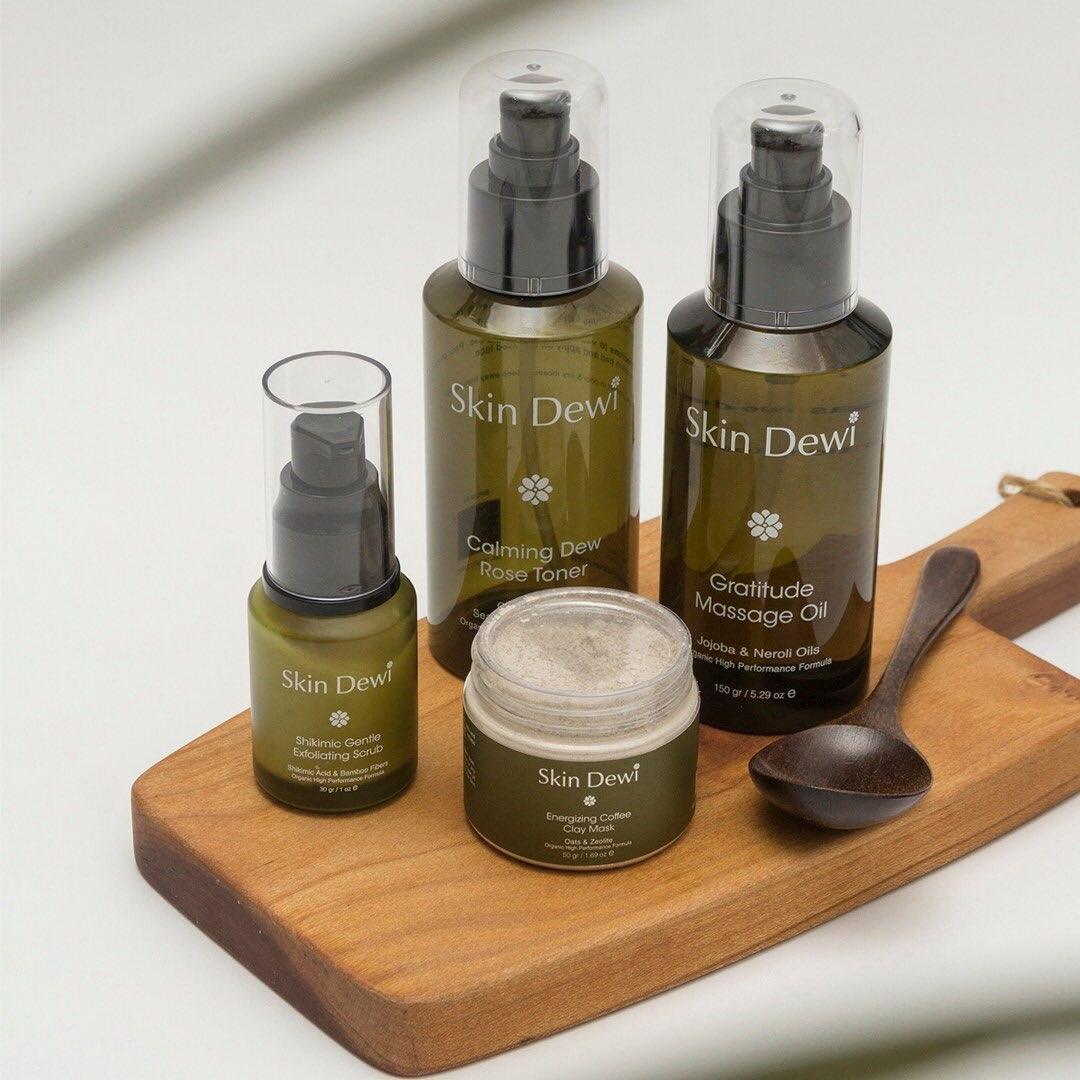 Skin Dewi
Calming Dew
Rose Toner
Skin Dewi
Gratitude
Massage Oil
Jojoba & Neroli Oils
High Performance Formula
150 gr / 5.29 oz e
Skin Dewi
Shikimic Gentle
Exfoliating Scrub
Shikimic Acid & Bamboo Fibers
Organic High Performance Formula
30 gr / 1 oz e
Skin Dewi
Energizing Coffee
Clay Mask
Oats & Zeolite
Organic High Performance Formula
50 gr / 1.69 oz e